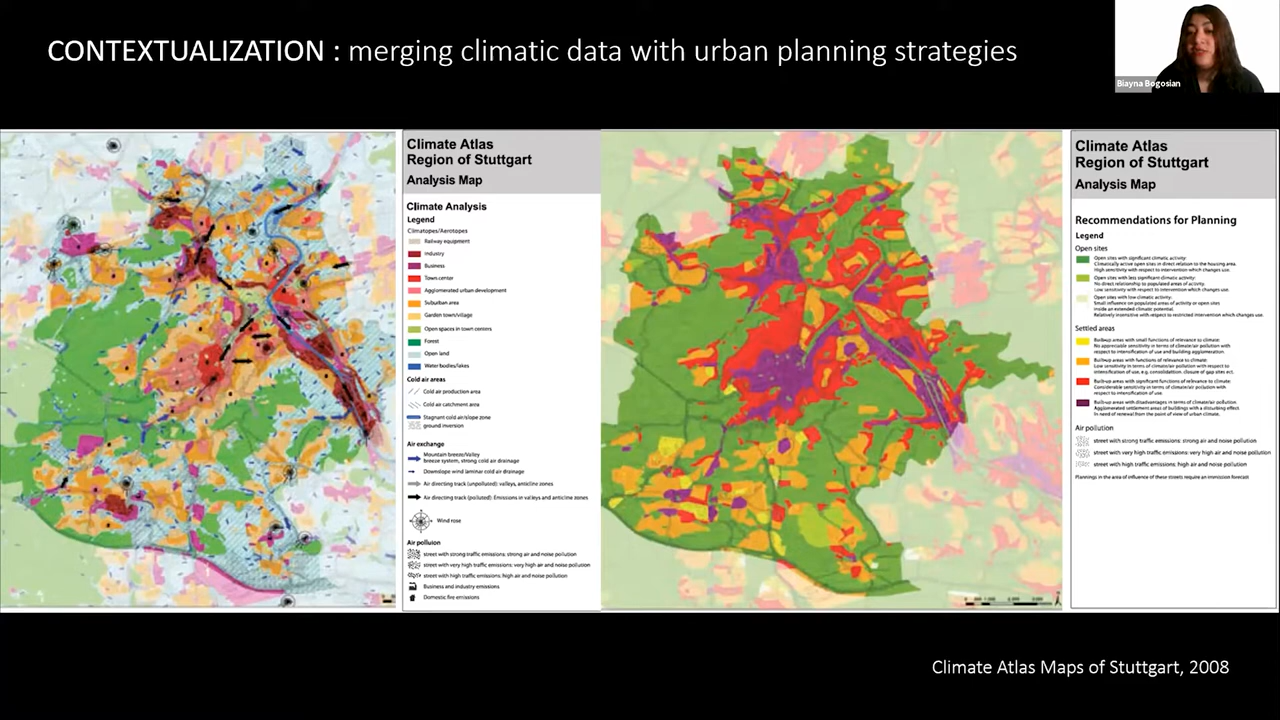 CONTEXTUALIZATION : merging climatic data with urban planning strategies
Biayna Bogosian
Climate Atlas
Region of Stuttgart
Analysis Map
Climate Analysis
Legend
Climatopes/Aerotopes
Railway equipment
Industry
Business
Town center
Agglomerated urban development
Suburban area
Garden town/village
Open spaces in town centers
Forest
Open land
Water bodies/lakes
Cold air areas
Cold air production area
Cold air catchment area
Stagnant cold air/slope zone
ground inversion
Air exchange
Mountain breeze/Valley
breeze system, strong cold air drainage
Downslope wind laminar cold air drainage
Air directing track (unpolluted): valleys, anticline zones
Air directing track (polluted): Emissions in valleys and anticline zones
Wind rose
Air pollution
street with strong traffic emissions: strong air and noise pollution
street with very high traffic emissions: very high air and noise pollution
street with high traffic emissions: high air and noise pollution
Business and industry emissions
Domestic fire emissions
Climate Atlas
Region of Stuttgart
Analysis Map
Recommendations for Planning
Legend
Open sites
Open sites with significant climatic activity:
Climatically active open sites in direct relation to the housing area.
High sensitivity with respect to intervention which changes use.
Open sites with less significant climatic activity:
No direct relationship to populated areas of activity.
Low sensitivity with respect to intervention which changes use.
Open sites with low climatic activity:
Small influence on populated areas of activity or open sites
inside an extended climatic potential.
Relatively insensitive with respect to restricted intervention which changes use.
Settled areas
Built-up areas with small functions of relevance to climate:
No appreciable sensitivity in terms of climate/air pollution with
respect to intensification of use and building agglomeration.
Built-up areas with functions of relevance to climate:
Low sensitivity in terms of climate/air pollution with respect to
intensification of use, e.g. consolidation, closure of gap sites
Built-up areas with significant functions of relevance to climate:
Considerable sensitivity in terms of climate/air pollution with
respect to intensification of use.
Built-up areas with disadvantages in terms of climate/air pollution:
Agglomerated settlement areas of buildings with a disturbing effect
In need of renewal from the point of view of urban climate.
Air pollution
street with strong traffic emissions: strong air and noise pollution
street with very high traffic emissions: very high air and noise pollution
street with high traffic emissions: high air and noise pollution
Plannings in the area of influence of these streets require an immission forecast
Climate Atlas Maps of Stuttgart, 2008